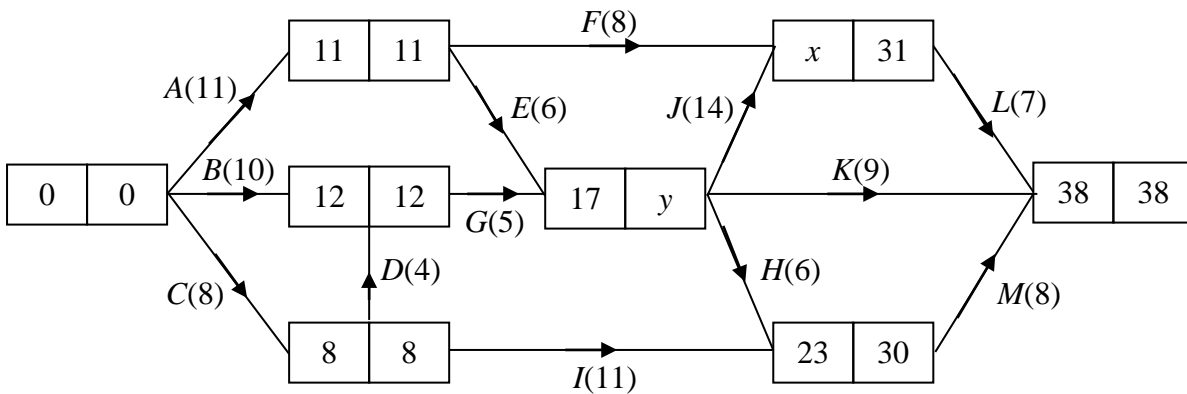 F(8)
11 11
x 31
A(11)
E(6)
J(14)
L(7)
B(10)
K(9)
0 0
12 12
17 y
38 38
G(5)
D(4)
H(6)
C(8)
M(8)
8 8
23 30
I(11)